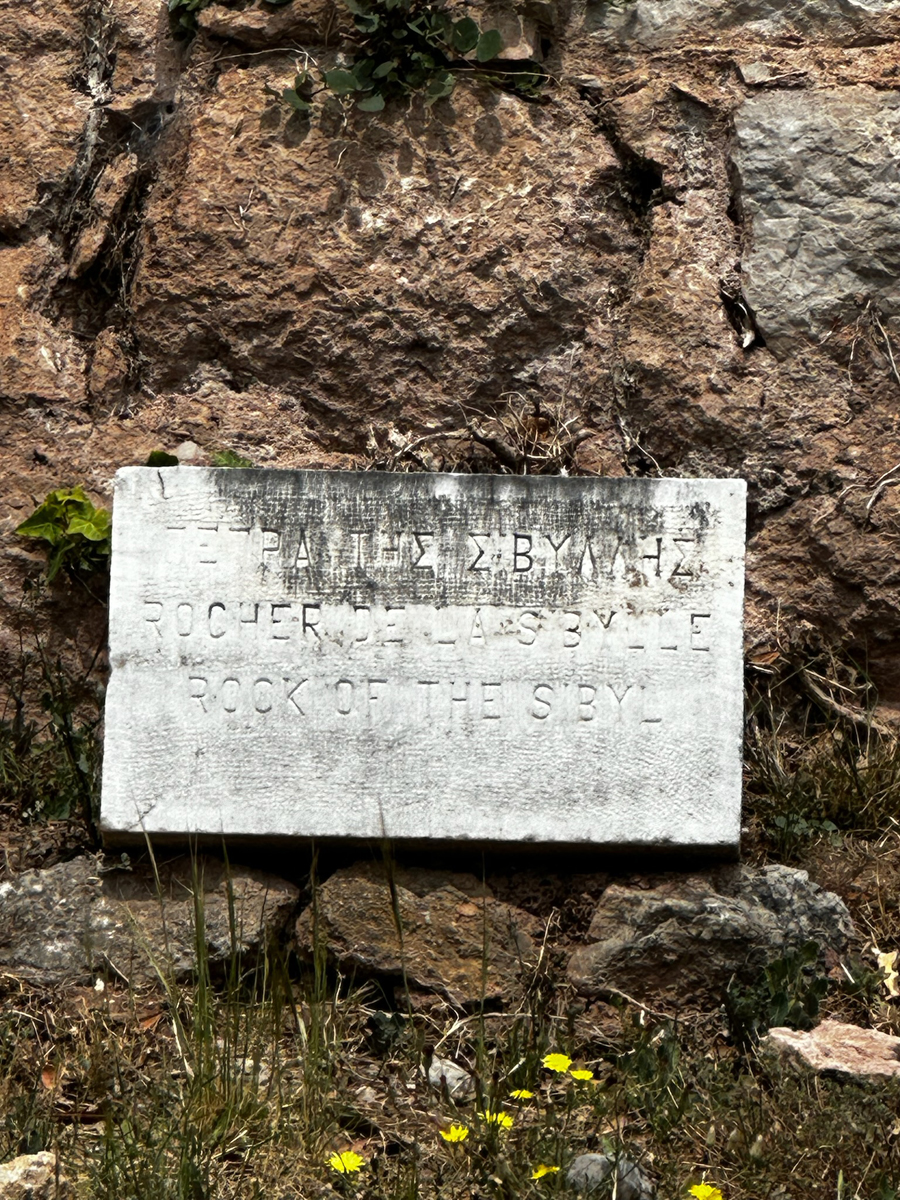 ΠΕΤΡΑ ΤΗΣ ΣΙΒΥΛΛΗΣ
ROCHER DE LA SIBYLLE
ROCK OF THE SIBYL